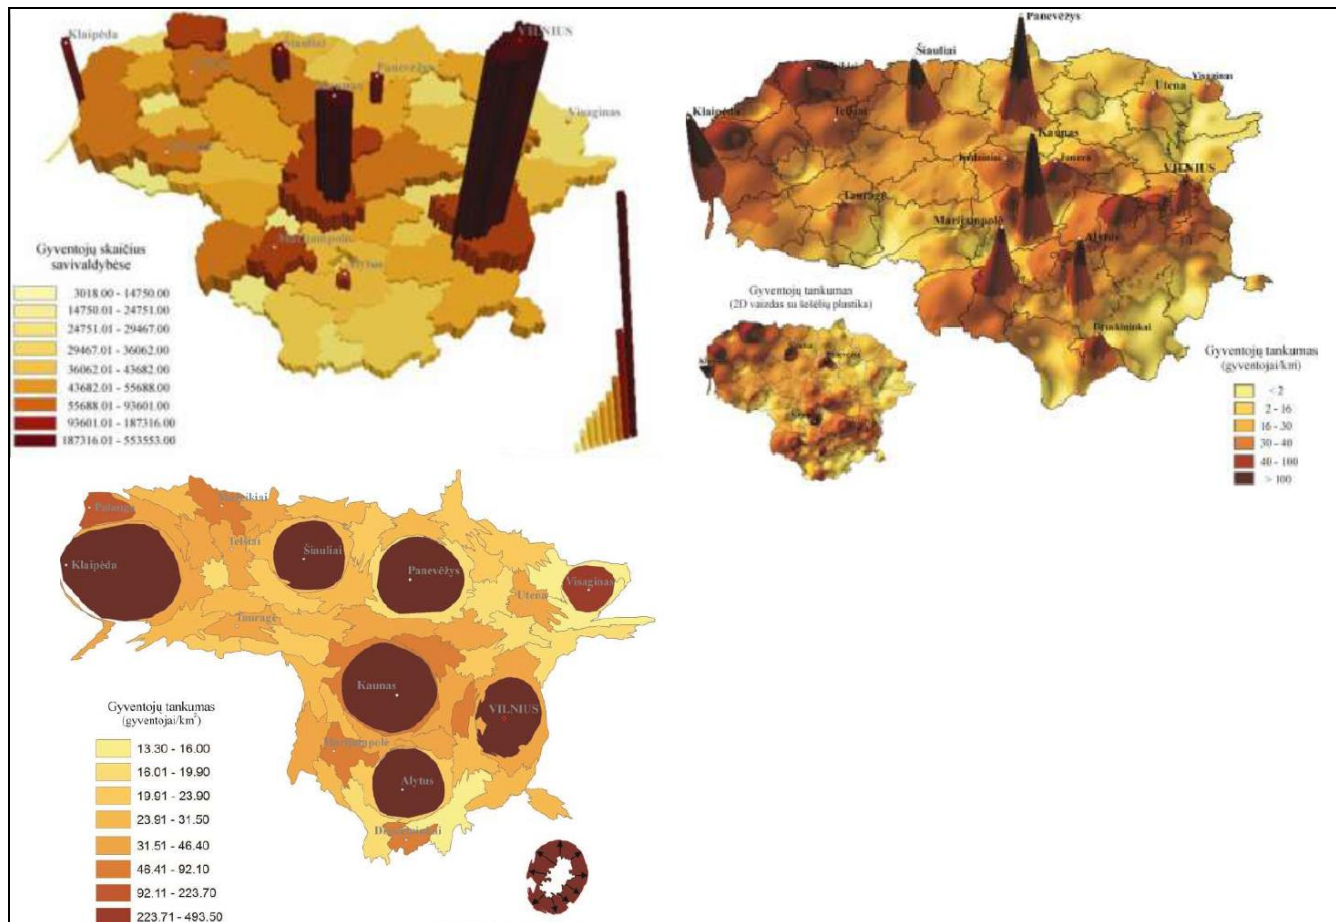 Klaipėda
Šiauliai
VILNIUS
Panevėžys
Kaunas
Visaginas
Marijampolė
Alytus
Gyventojų skaičius
savivaldybėse
3018.00 - 14750.00
14750.01 - 24751.00
24751.01 - 29467.00
29467.01 - 36062.00
36062.01 - 43682.00
43682.01 - 55688.00
55688.01 - 93601.00
93601.01 - 187316.00
187316.01 - 553553.00
Panevėžys
Šiauliai
Visaginas
Utena
Klaipėda
Telšiai
Kaunas
Jonava
VILNIUS
Tauragė
Marijampolė
Alytus
Druskininkai
Gyventojų tankumas
(2D vaizdas su šešėlių plastika)
Gyventojų tankumas
(gyventojai/km)
< 2
2 - 16
16 - 30
30 - 40
40 - 100
> 100
Palanga
Mažeikiai
Telšiai
Šiauliai
Klaipėda
Panevėžys
Visaginas
Utena
Tauragė
Kaunas
VILNIUS
Marijampolė
Alytus
Druskininkai
Gyventojų tankumas
(gyventojai/km²)
13.30 - 16.00
16.01 - 19.90
19.91 - 23.90
23.91 - 31.50
31.51 - 46.40
46.41 - 92.10
92.11 - 223.70
223.71 - 493.50